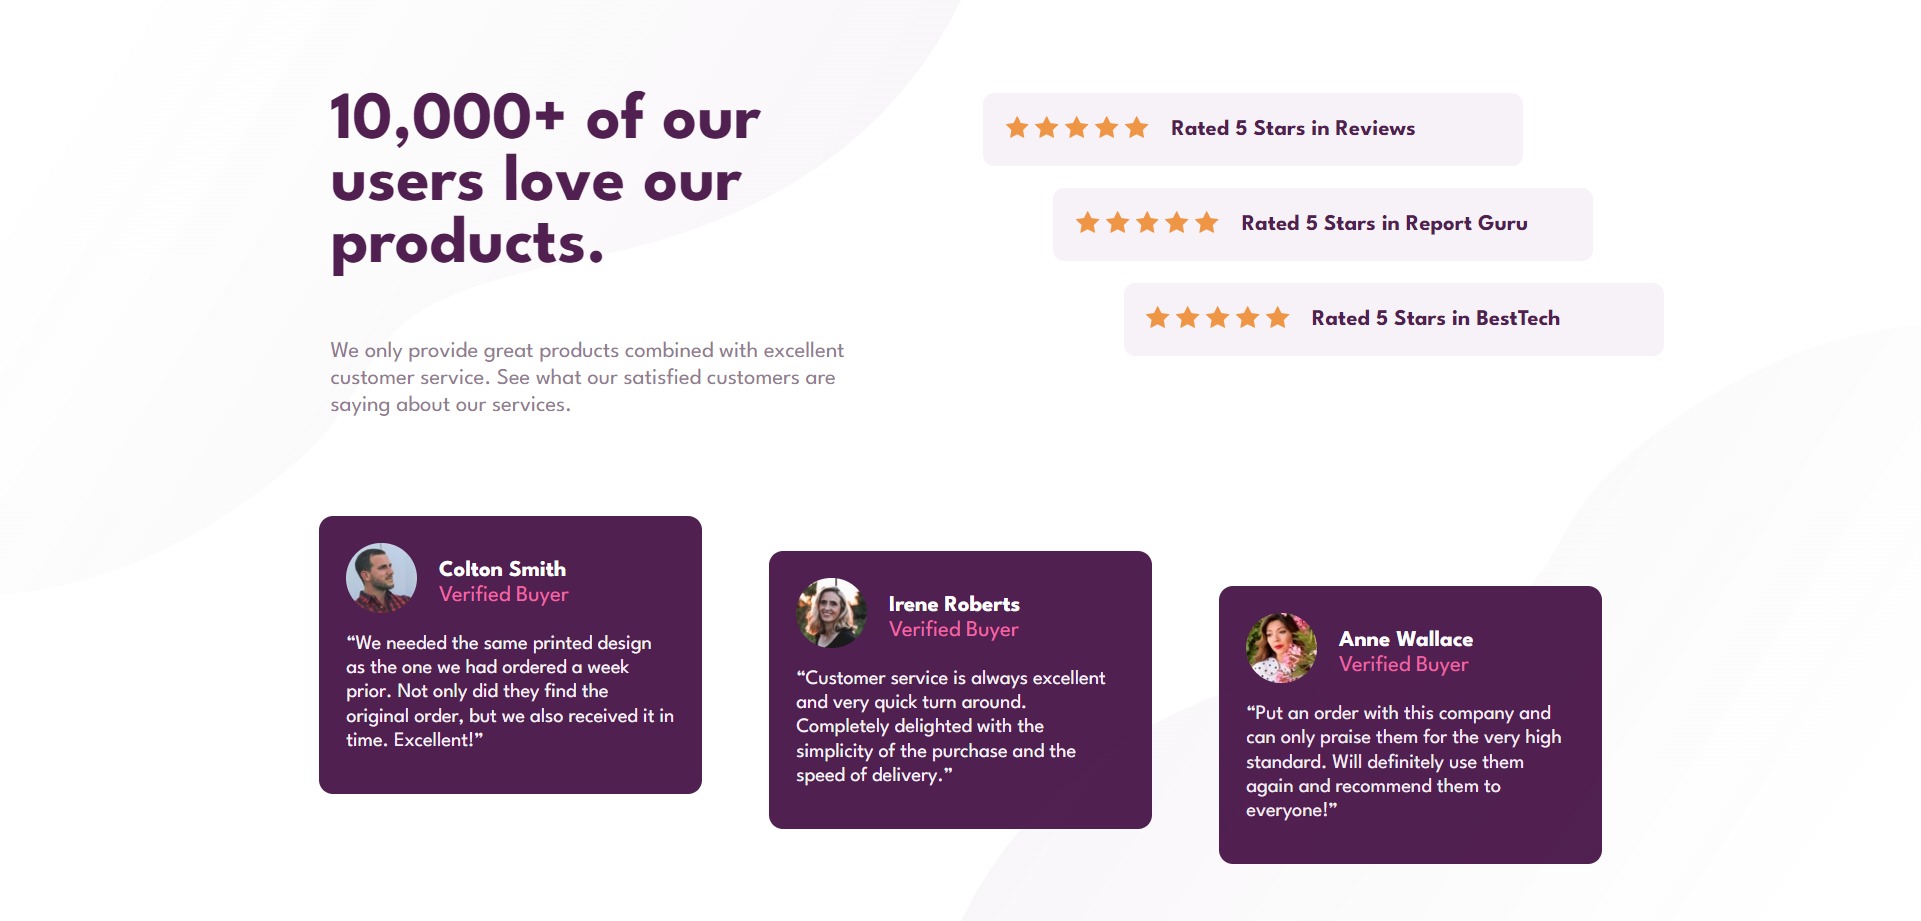 10,000+ of our
users love our
products.
We only provide great products combined with excellent
customer service. See what our satisfied customers are
saying about our services.
Rated 5 Stars in Reviews
Rated 5 Stars in Report Guru
Rated 5 Stars in BestTech
Colton Smith
Verified Buyer
“We needed the same printed design
as the one we had ordered a week
prior. Not only did they find the
original order, but we also received it in
time. Excellent!”
Irene Roberts
Verified Buyer
“Customer service is always excellent
and very quick turn around.
Completely delighted with the
simplicity of the purchase and the
speed of delivery.”
Anne Wallace
Verified Buyer
“Put an order with this company and
can only praise them for the very high
standard. Will definitely use them
again and recommend them to
everyone!”